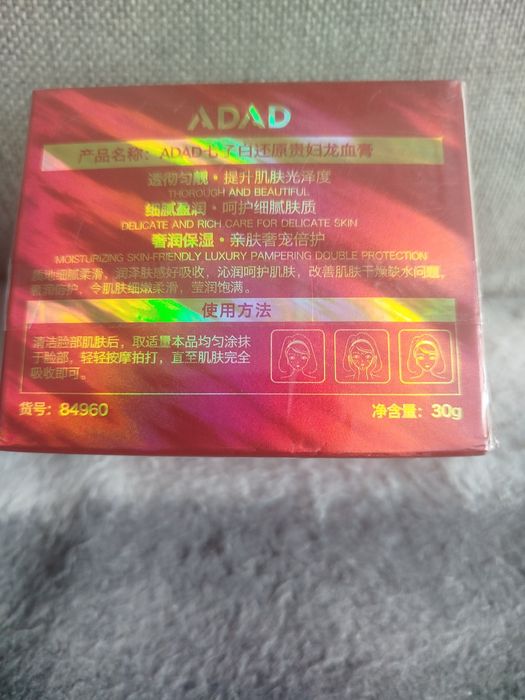 ADAD
产品名称：ADAD七子白还原贵妇龙血膏
透彻匀靓·提升肌肤光泽度
THOROUGH AND BEAUTIFUL
细腻盈润·呵护细腻肤质
DELICATE AND RICH CARE FOR DELICATE SKIN
奢润保湿·亲肤奢宠倍护
MOISTURIZING SKIN-FRIENDLY LUXURY PAMPERING DOUBLE PROTECTION
质地细腻柔滑，润泽肤感好吸收，沁润呵护肌肤，改善肌肤干燥缺水问题，
奢润倍护，令肌肤细嫩柔滑，莹润饱满。
使用方法
清洁脸部肌肤后，取适量本品均匀涂抹
于脸部，轻轻按摩拍打，直至肌肤完全
吸收即可。
货号：84960
净含量：30g